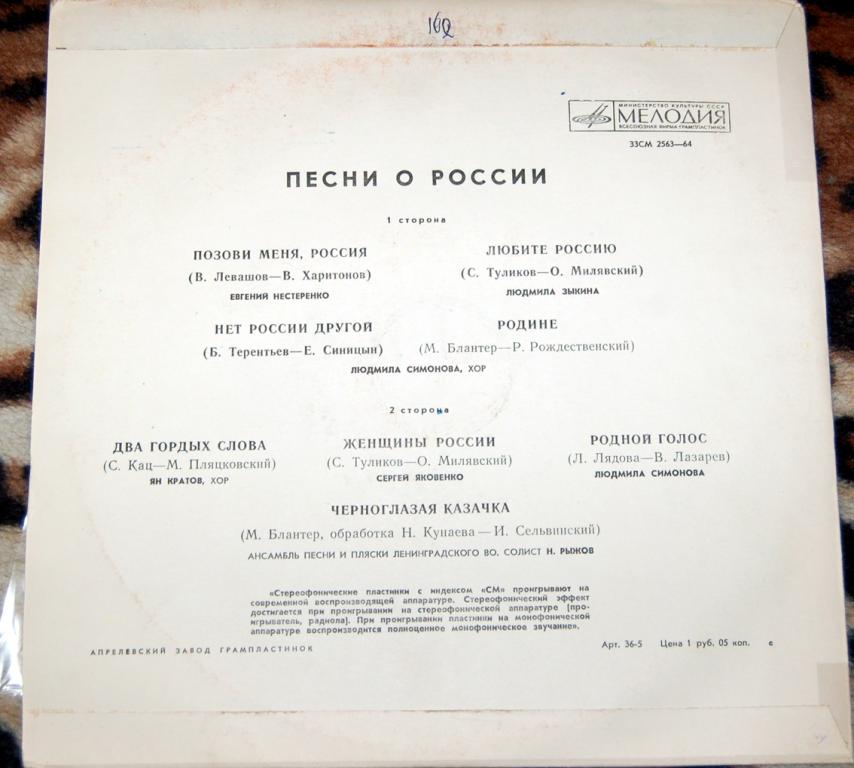 162
МИНИСТЕРСТВО КУЛЬТУРЫ СССР
МЕЛОДИЯ
ВСЕСОЮЗНАЯ ФИРМА ГРАМПЛАСТИНОК
33СМ 2563—64
ПЕСНИ О РОССИИ
1 сторона
ПОЗОВИ МЕНЯ, РОССИЯ
(В. Левашов—В. Харитонов)
ЕВГЕНИЙ НЕСТЕРЕНКО
ЛЮБИТЕ РОССИЮ
(С. Туликов—О. Милявский)
ЛЮДМИЛА ЗЫКИНА
НЕТ РОССИИ ДРУГОЙ
(Б. Терентьев—Е. Синицын)
РОДИНЕ
(М. Блантер—Р. Рождественский)
ЛЮДМИЛА СИМОНОВА, ХОР
2 сторона
ДВА ГОРДЫХ СЛОВА
(С. Кац—М. Пляцковский)
ЯН КРАТОВ, ХОР
ЖЕНЩИНЫ РОССИИ
(С. Туликов—О. Милявский)
СЕРГЕЙ ЯКОВЕНКО
РОДНОЙ ГОЛОС
(Л. Лядова—В. Лазарев)
ЛЮДМИЛА СИМОНОВА
ЧЕРНОГЛАЗАЯ КАЗАЧКА
(М. Блантер, обработка Н. Кунаева—И. Сельвинский)
АНСАМБЛЬ ПЕСНИ И ПЛЯСКИ ЛЕНИНГРАДСКОГО ВО. СОЛИСТ Н. РЫЖОВ
«Стереофонические пластинки с индексом «СМ» проигрывают на
современной воспроизводящей аппаратуре. Стереофонический эффект
достигается при проигрывании на стереофонической аппаратуре (про-
игрыватель, радиола). При проигрывании пластинки на монофонической
аппаратуре воспроизводится полноценное монофоническое звучание».
АПРЕЛЕВСКИЙ ЗАВОД ГРАМПЛАСТИНОК
Арт. 36-5 Цена 1 руб. 05 коп. с